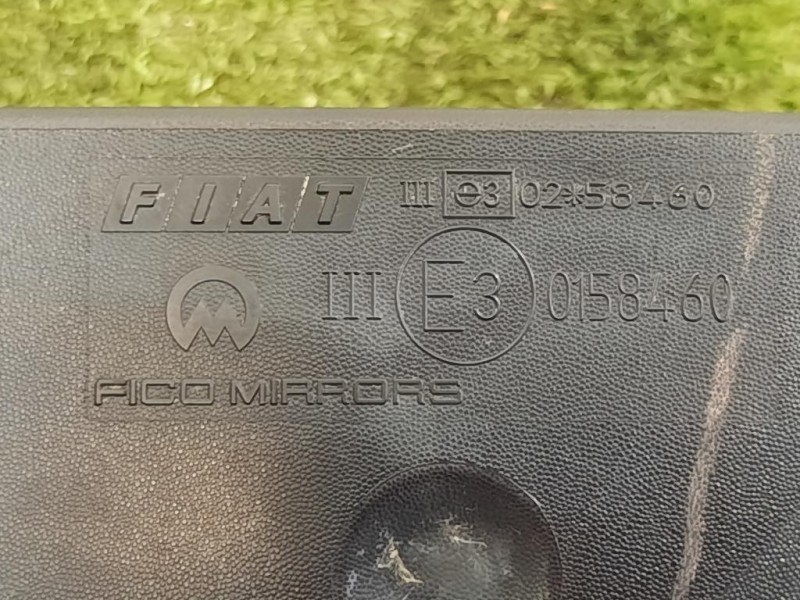 FIAT III e3 02*58460
III E3 0158460
FICO MIRRORS